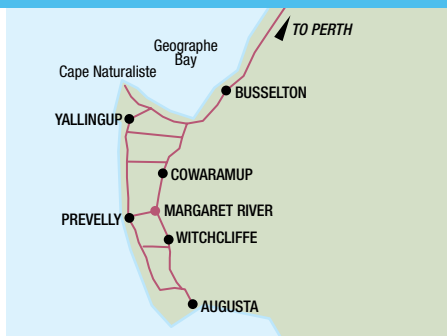 TO PERTH
Geographe
Bay
Cape Naturaliste
BUSSELTON
YALLINGUP
COWARAMUP
MARGARET RIVER
PREVELLY
WITCHCLIFFE
AUGUSTA